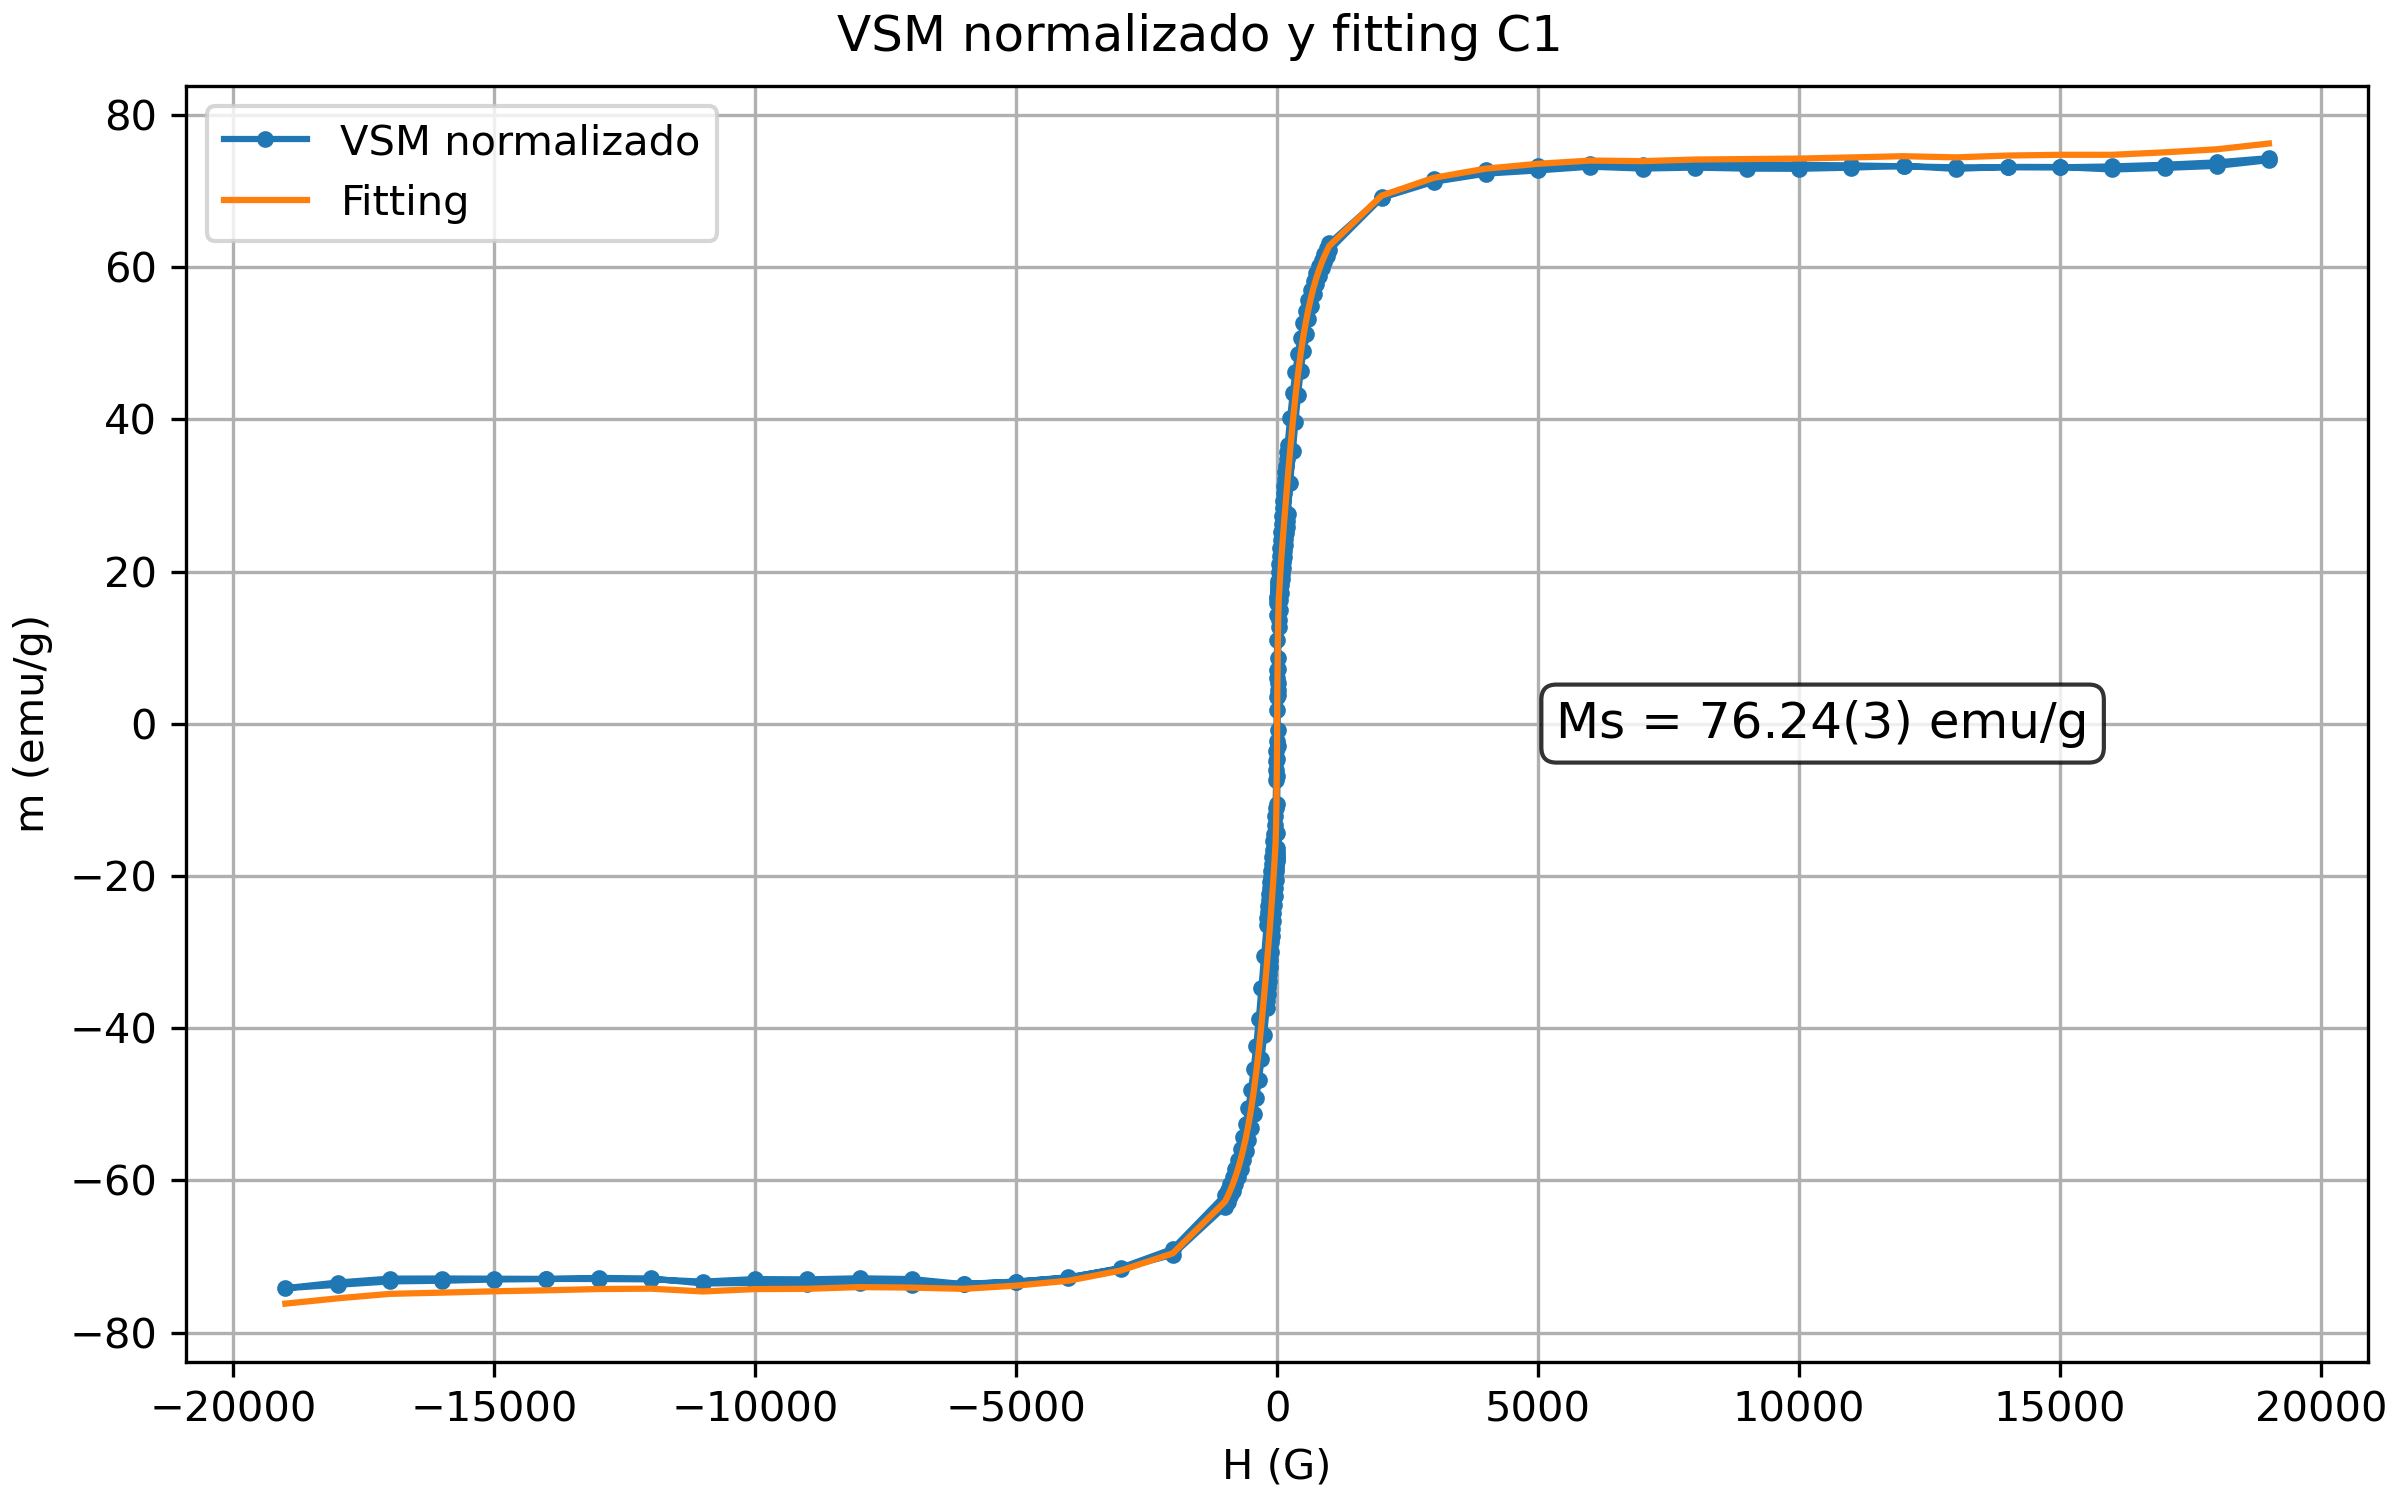 VSM normalizado y fitting C1
VSM normalizado
Fitting
80
60
40
20
0
−20
−40
−60
−80
m (emu/g)
Ms = 76.24(3) emu/g
−20000 −15000 −10000 −5000 0 5000 10000 15000 20000
H (G)